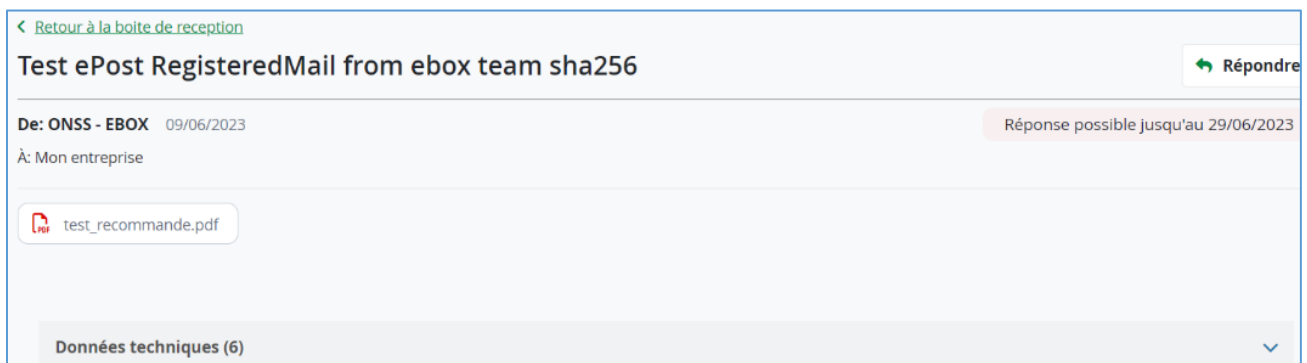 Retour à la boite de reception
Test ePost RegisteredMail from ebox team sha256
Répondre
De: ONSS - EBOX 09/06/2023
Réponse possible jusqu'au 29/06/2023
À: Mon entreprise
PDF test_recommande.pdf
Données techniques (6)